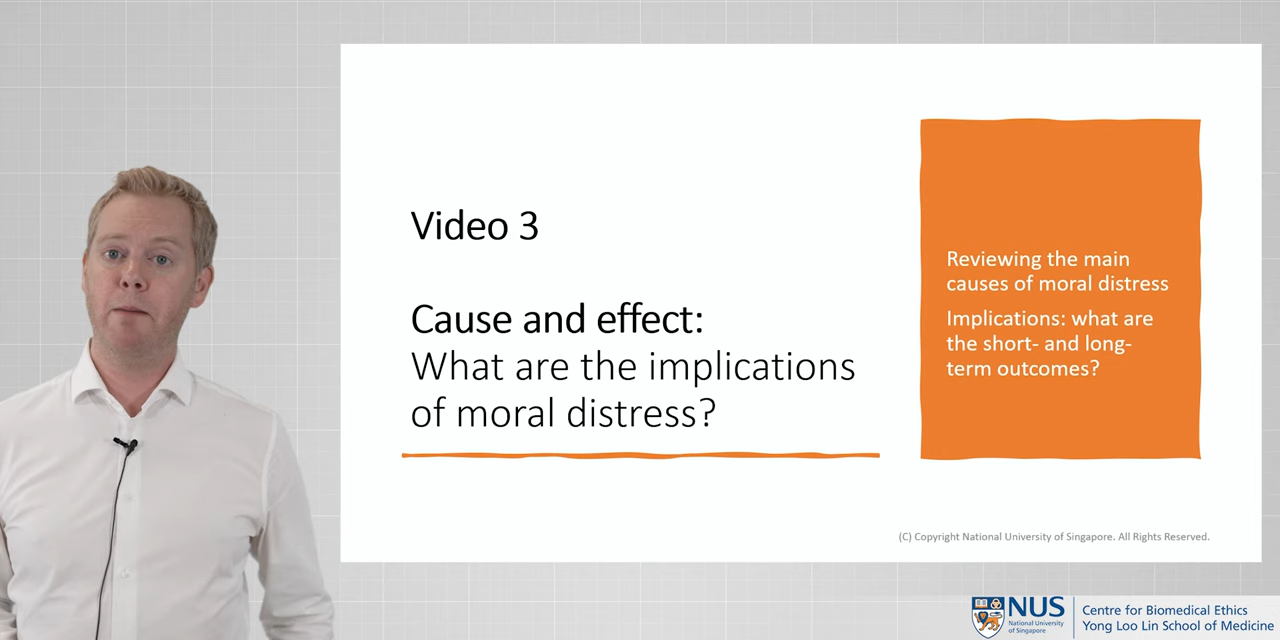 Video 3
Cause and effect:
What are the implications
of moral distress?
Reviewing the main
causes of moral distress
Implications: what are
the short- and long-
term outcomes?
(C) Copyright National University of Singapore. All Rights Reserved.
NUS
National University
of Singapore
Centre for Biomedical Ethics
Yong Loo Lin School of Medicine